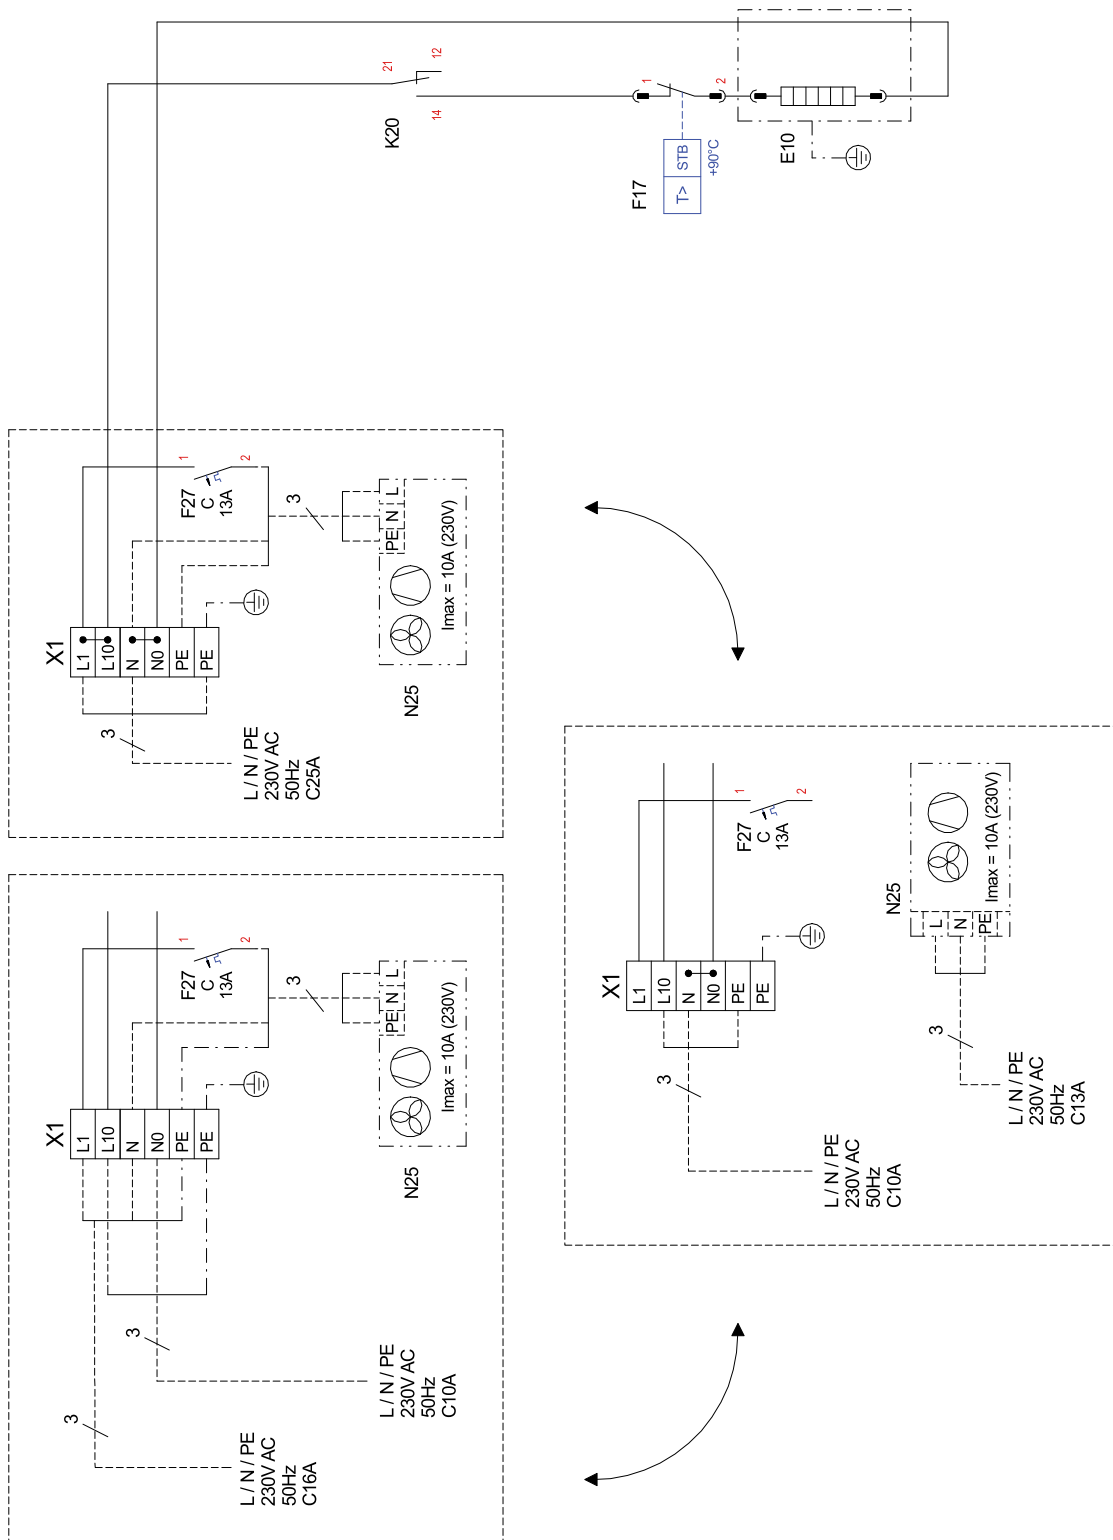 21
12
14
K20
1
2
E10
F17
T>
STB
+90°C
X1
L1
L10
N
N0
PE
PE
1
2
F27
C
13A
3
PE
N
L
Imax = 10A (230V)
N25
3
L / N / PE
230V AC
50Hz
C25A
X1
L1
L10
N
N0
PE
PE
1
2
F27
C
13A
3
PE
N
L
Imax = 10A (230V)
N25
3
L / N / PE
230V AC
50Hz
C10A
3
L / N / PE
230V AC
50Hz
C16A
X1
L1
L10
N
N0
PE
PE
1
2
F27
C
13A
3
L / N / PE
230V AC
50Hz
C10A
N25
L
N
PE
Imax = 10A (230V)
3
L / N / PE
230V AC
50Hz
C13A